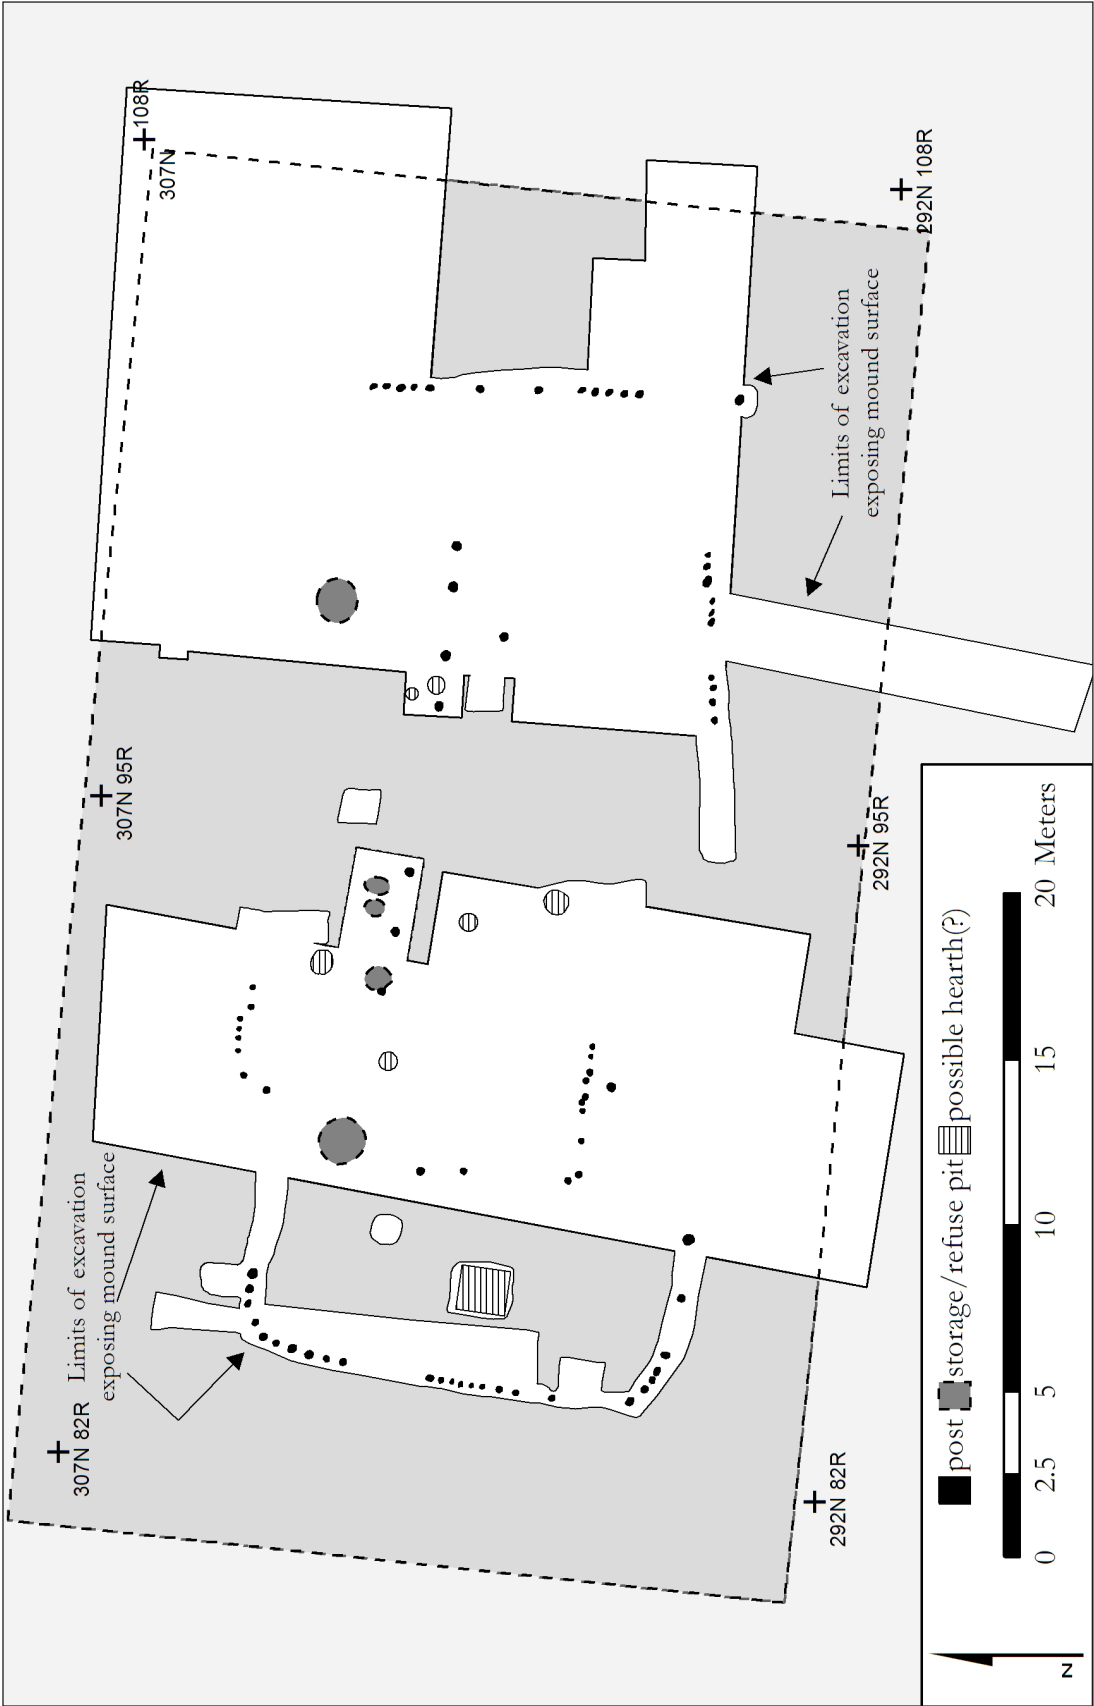 307N 82R
Limits of excavation
exposing mound surface
307N 95R
307N
108R
292N 82R
292N 95R
292N 108R
Limits of excavation
exposing mound surface
post
storage/refuse pit
possible hearth(?)
0 2.5 5 10 15 20 Meters
N